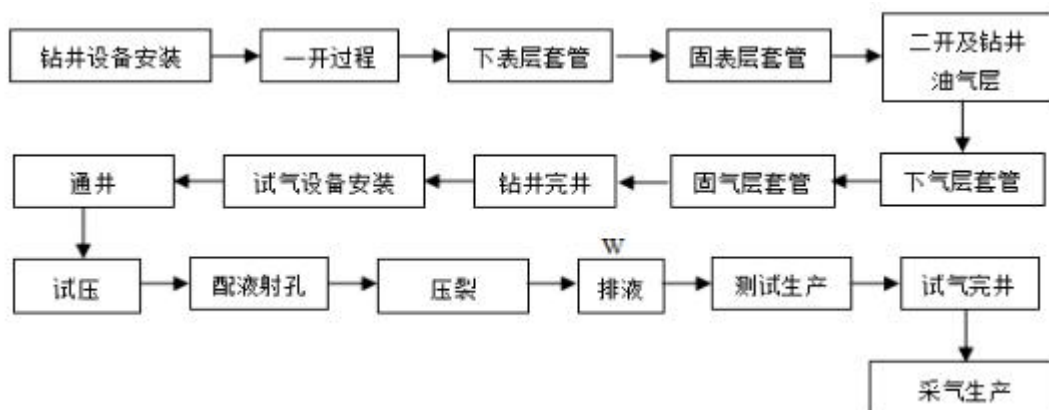 钻井设备安装
一开过程
下表层套管
固表层套管
二开及钻井
油气层
通井
试气设备安装
钻井完井
固气层套管
下气层套管
W
试压
配液射孔
压裂
排液
测试生产
试气完井
采气生产